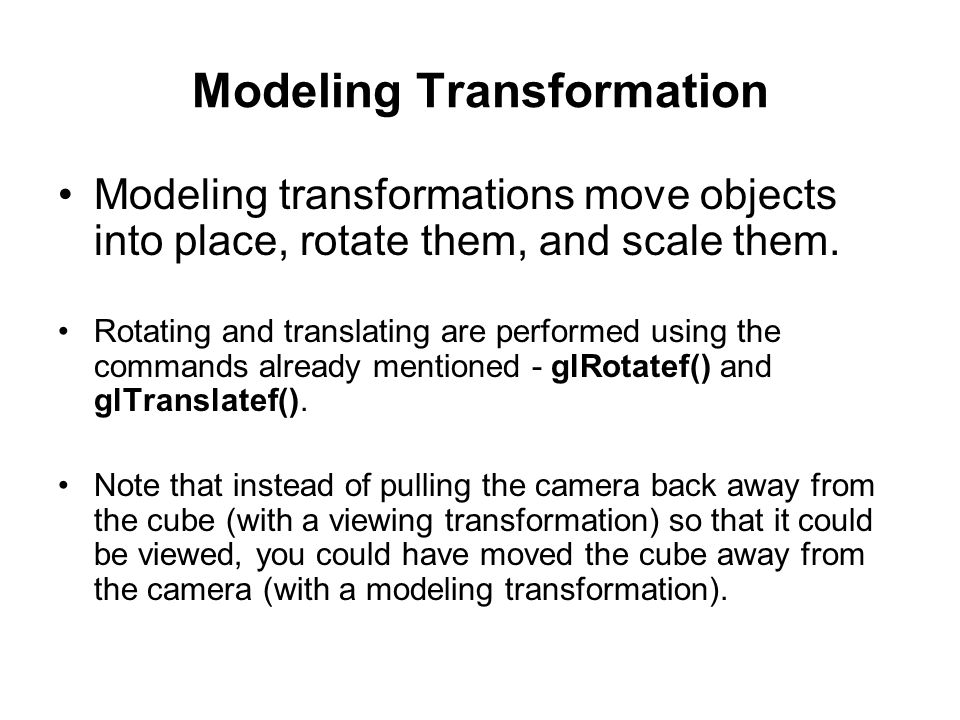 Modeling Transformation
• Modeling transformations move objects
into place, rotate them, and scale them.
• Rotating and translating are performed using the
commands already mentioned - glRotatef() and
glTranslatef().
• Note that instead of pulling the camera back away from
the cube (with a viewing transformation) so that it could
be viewed, you could have moved the cube away from
the camera (with a modeling transformation).